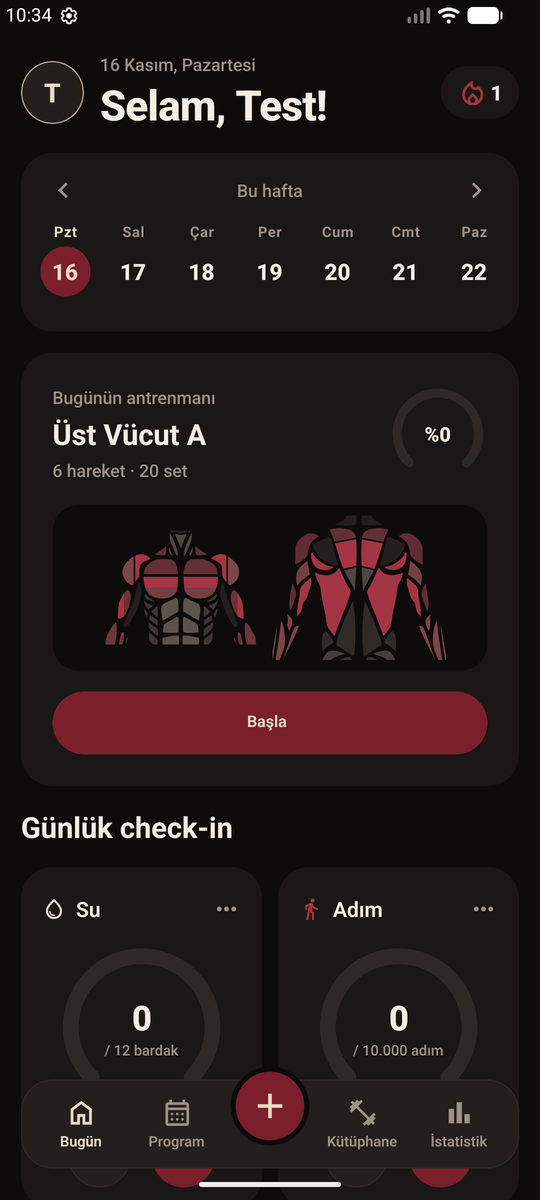 10:34
T
16 Kasım, Pazartesi
Selam, Test!
1
Bu hafta
Pzt Sal Çar Per Cum Cmt Paz
16 17 18 19 20 21 22
Bugünün antrenmanı
Üst Vücut A
6 hareket · 20 set
%0
Başla
Günlük check-in
Su
0
/ 12 bardak
Adım
0
/ 10.000 adım
Bugün Program Kütüphane İstatistik